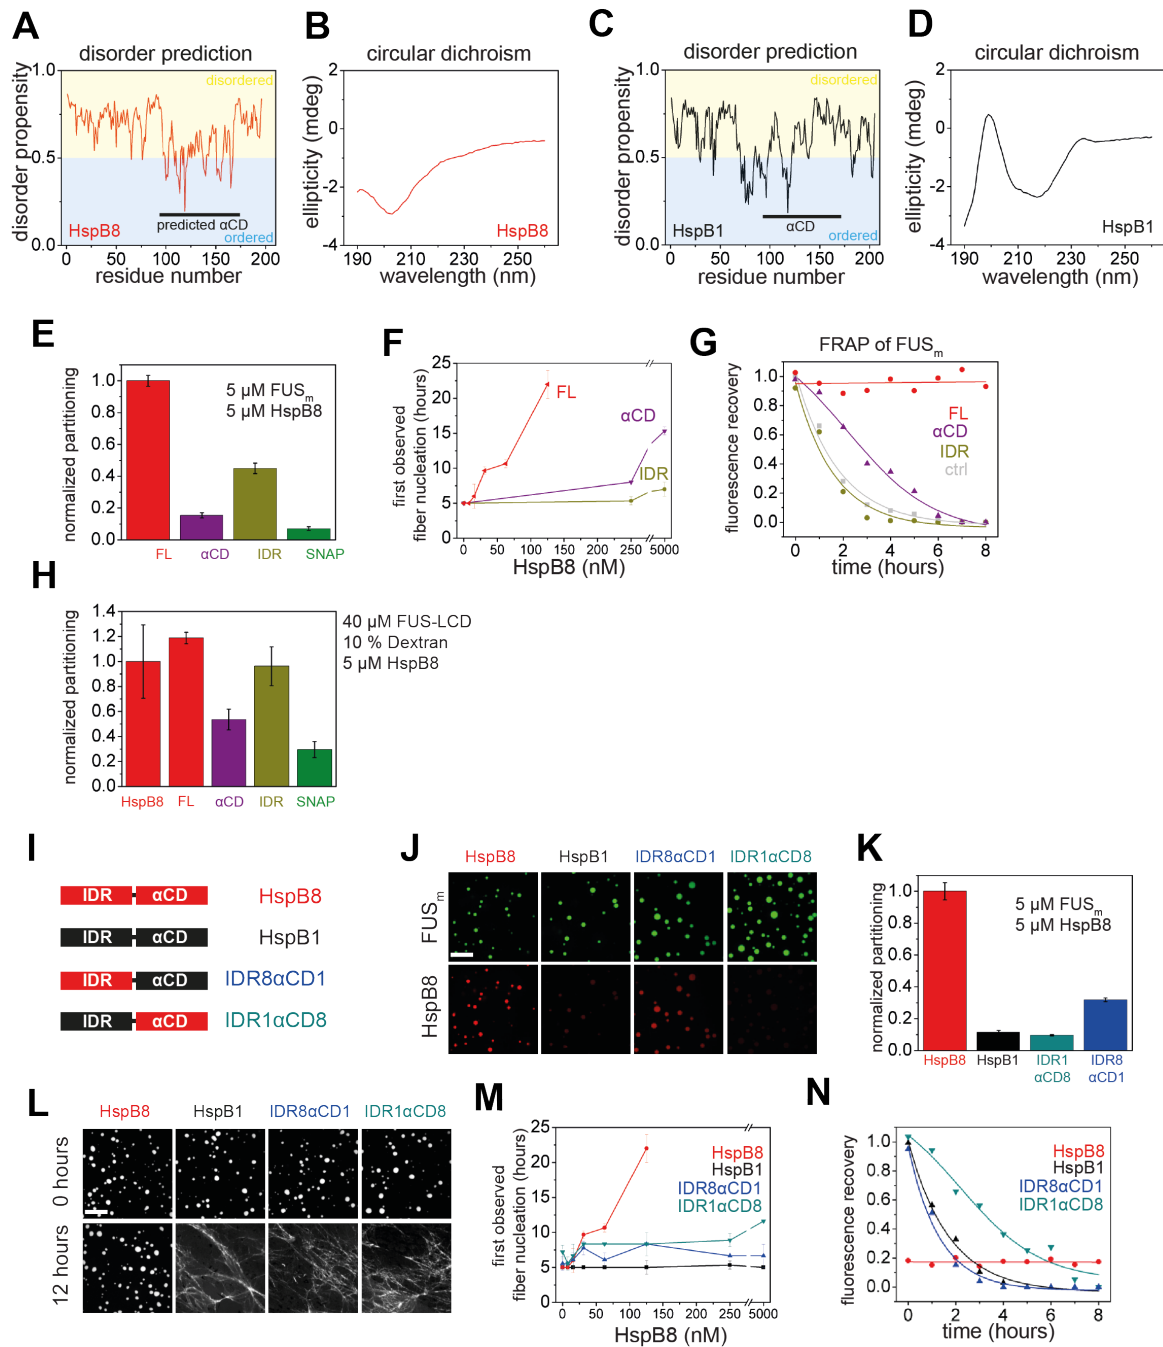 A
disorder prediction
disorder propensity
1.0
0.5
0.0
disordered
predicted αCD
HspB8
ordered
0 50 100 150 200
residue number
B
circular dichroism
ellipticity (mdeg)
2
0
-2
-4
HspB8
190 210 230 250
wavelength (nm)
C
disorder prediction
disorder propensity
1.0
0.5
0.0
disordered
αCD
HspB1
ordered
0 50 100 150 200
residue number
D
circular dichroism
ellipticity (mdeg)
2
0
-2
-4
HspB1
190 210 230 250
wavelength (nm)
E
normalized partitioning
1.0
0.8
0.6
0.4
0.2
0.0
5 µM FUSm
5 µM HspB8
FL αCD IDR SNAP
F
first observed
fiber nucleation (hours)
25
20
15
10
5
0
FL
αCD
IDR
0 50 100 150 200 250 5000
HspB8 (nM)
G
FRAP of FUSm
fluorescence recovery
1.0
0.8
0.6
0.4
0.2
0.0
FL
αCD
IDR
ctrl
0 2 4 6 8
time (hours)
H
normalized partitioning
1.4
1.2
1.0
0.8
0.6
0.4
0.2
0.0
40 µM FUS-LCD
10 % Dextran
5 µM HspB8
HspB8 FL αCD IDR SNAP
I
IDR αCD HspB8
IDR αCD HspB1
IDR αCD IDR8αCD1
IDR αCD IDR1αCD8
J
HspB8 HspB1 IDR8αCD1 IDR1αCD8
FUSm
HspB8
K
normalized partitioning
1.0
0.8
0.6
0.4
0.2
0.0
5 µM FUSm
5 µM HspB8
HspB8 HspB1 IDR1 IDR8
αCD8 αCD1
L
HspB8 HspB1 IDR8αCD1 IDR1αCD8
0 hours
12 hours
M
first observed
fiber nucleation (hours)
25
20
15
10
5
0
HspB8
HspB1
IDR8αCD1
IDR1αCD8
0 25 50 75 100 125 150 200 250 5000
HspB8 (nM)
N
fluorescence recovery
1.0
0.8
0.6
0.4
0.2
0.0
HspB8
HspB1
IDR8αCD1
IDR1αCD8
0 2 4 6 8
time (hours)